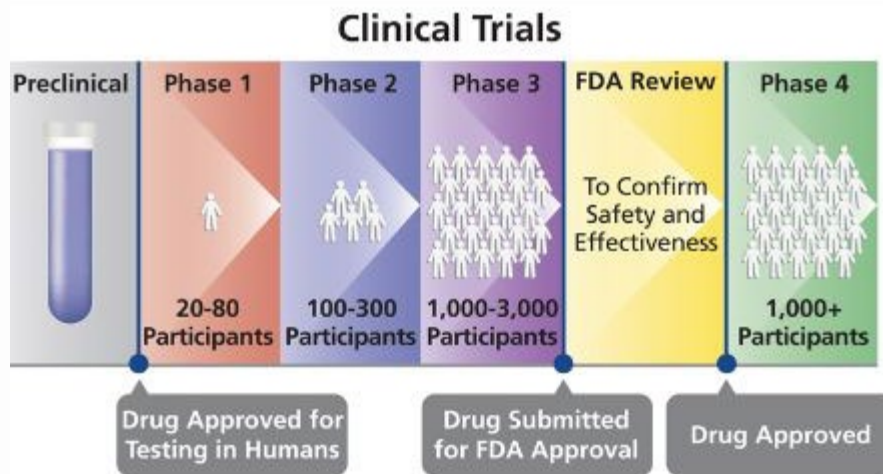 Clinical Trials
Preclinical
Phase 1
Phase 2
Phase 3
FDA Review
Phase 4
To Confirm
Safety and
Effectiveness
20-80
Participants
100-300
Participants
1,000-3,000
Participants
1,000+
Participants
Drug Approved for
Testing in Humans
Drug Submitted
for FDA Approval
Drug Approved